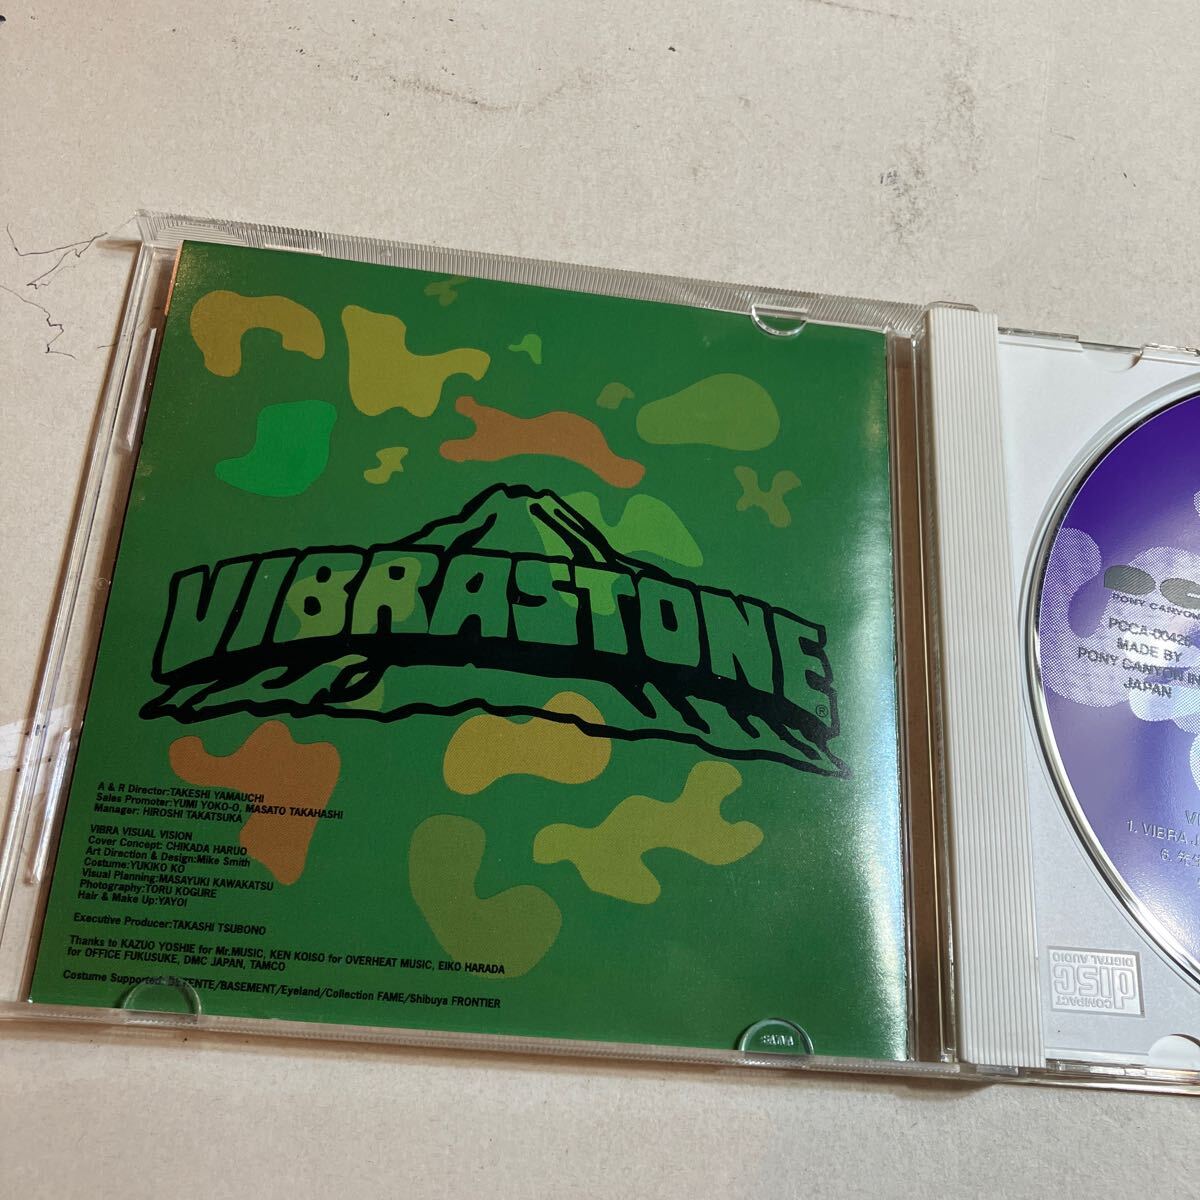 VIBRASTONE
®
A & R Director:TAKESHI YAMAUCHI
Sales Promoter:YUMI YOKO-O, MASATO TAKAHASHI
Manager: HIROSHI TAKATSUKA
VIBRA VISUAL VISION
Cover Concept: CHIKADA HARUO
Art Direction & Design:Mike Smith
Costume:YUKIKO KO
Visual Planning:MASAYUKI KAWAKATSU
Photography:TORU KOGURE
Hair & Make Up:YAYOI
Executive Producer:TAKASHI TSUBONO
Thanks to KAZUO YOSHIE for Mr.MUSIC, KEN KOISO for OVERHEAT MUSIC, EIKO HARADA
for OFFICE FUKUSUKE, DMC JAPAN, TAMCO
Costume Supported: DETENTE/BASEMENT/Eyeland/Collection FAME/Shibuya FRONTIER
PONY CANYON
PCCA-0042
MADE BY
PONY CANYON IN
JAPAN
1. VIBRA
6.
COMPACT
disc
DIGITAL AUDIO